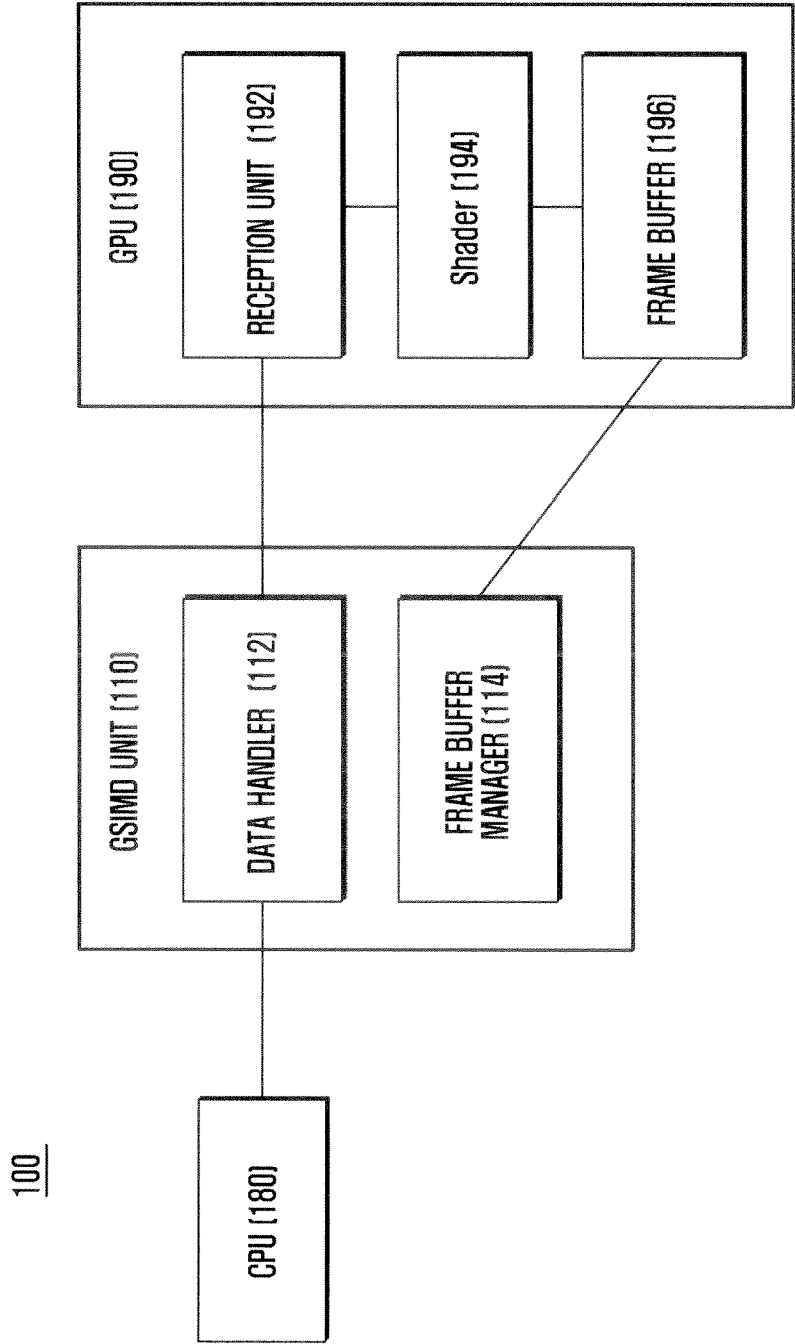 100
CPU (180)
GSIMD UNIT (110)
DATA HANDLER (112)
FRAME BUFFER
MANAGER (114)
GPU (190)
RECEPTION UNIT (192)
Shader (194)
FRAME BUFFER (196)